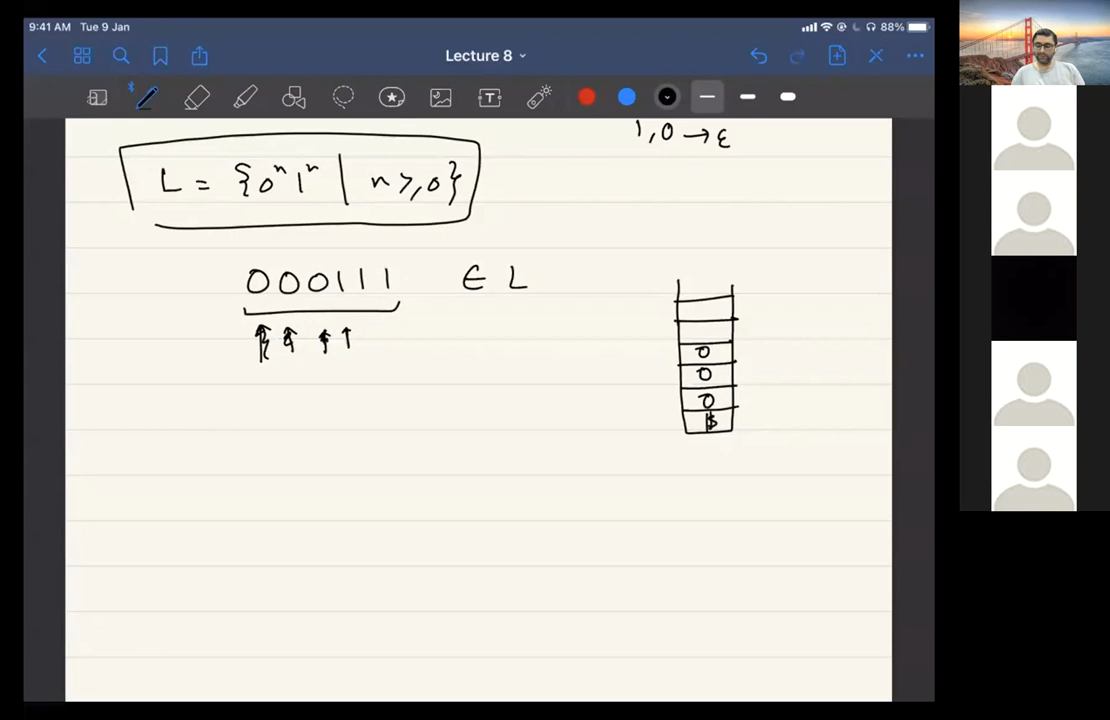 9:41 AM Tue 9 Jan 88%
Lecture 8
1,0 → ε
L = {0ⁿ1ⁿ | n ≥ 0}
000111 ∈ L
0
0
0
$